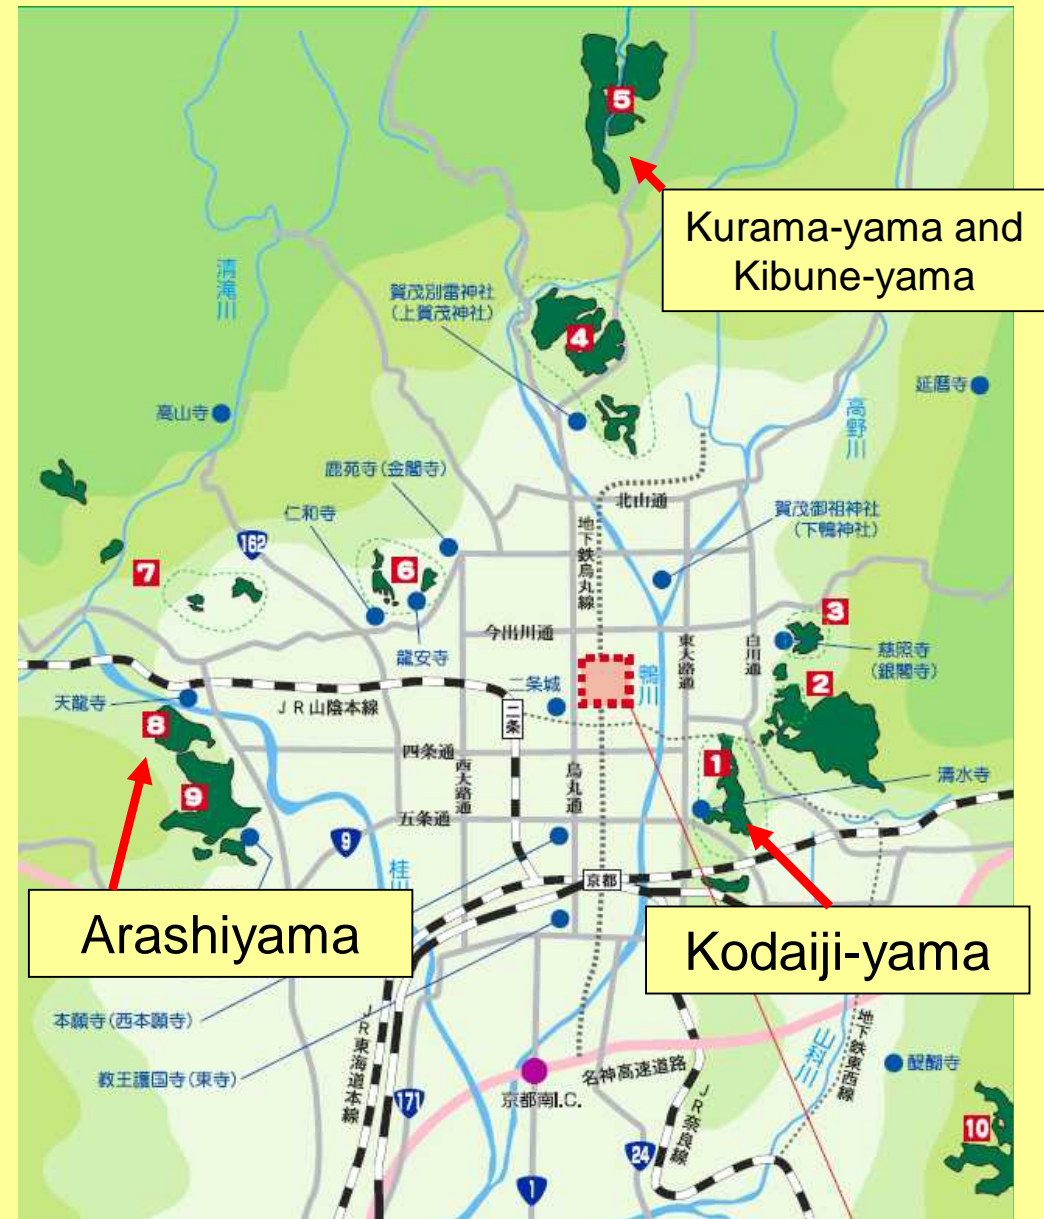 5
Kurama-yama and
Kibune-yama
清滝川
賀茂別雷神社
(上賀茂神社)
4
延暦寺
高野川
高山寺
鹿苑寺(金閣寺)
北山通
仁和寺
地下鉄烏丸線
賀茂御祖神社
(下鴨神社)
162
7
6
3
今出川通
東大路通
白川通
慈照寺
(銀閣寺)
龍安寺
2
天龍寺
二条城
鴨川
JR山陰本線
二条
8
四条通
1
西大路通
烏丸通
清水寺
9
五条通
9
桂川
京都
Arashiyama
Kodaiji-yama
本願寺(西本願寺)
JR東海道本線
地下鉄東西線
山科川
名神高速道路
醍醐寺
教王護国寺(東寺)
171
京都南I.C.
JR奈良線
10
24
1